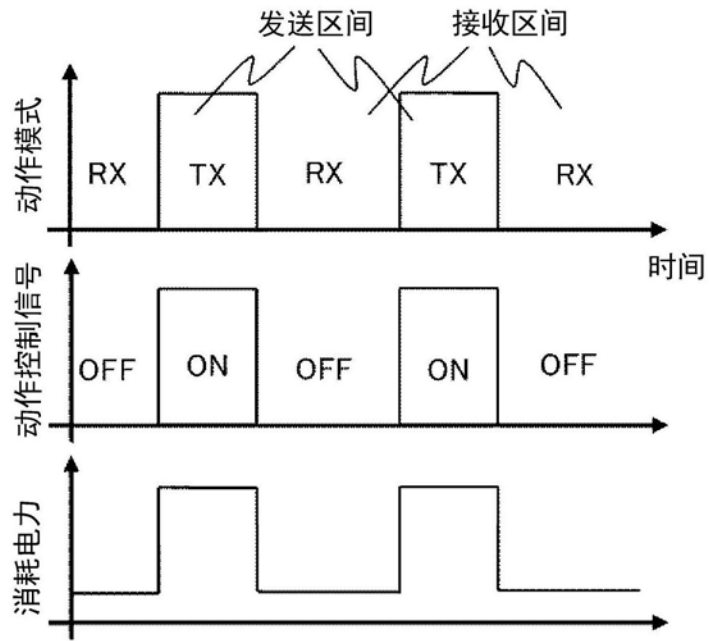 发送区间 接收区间
动作模式
RX TX RX TX RX
时间
动作控制信号
OFF ON OFF ON OFF
消耗电力